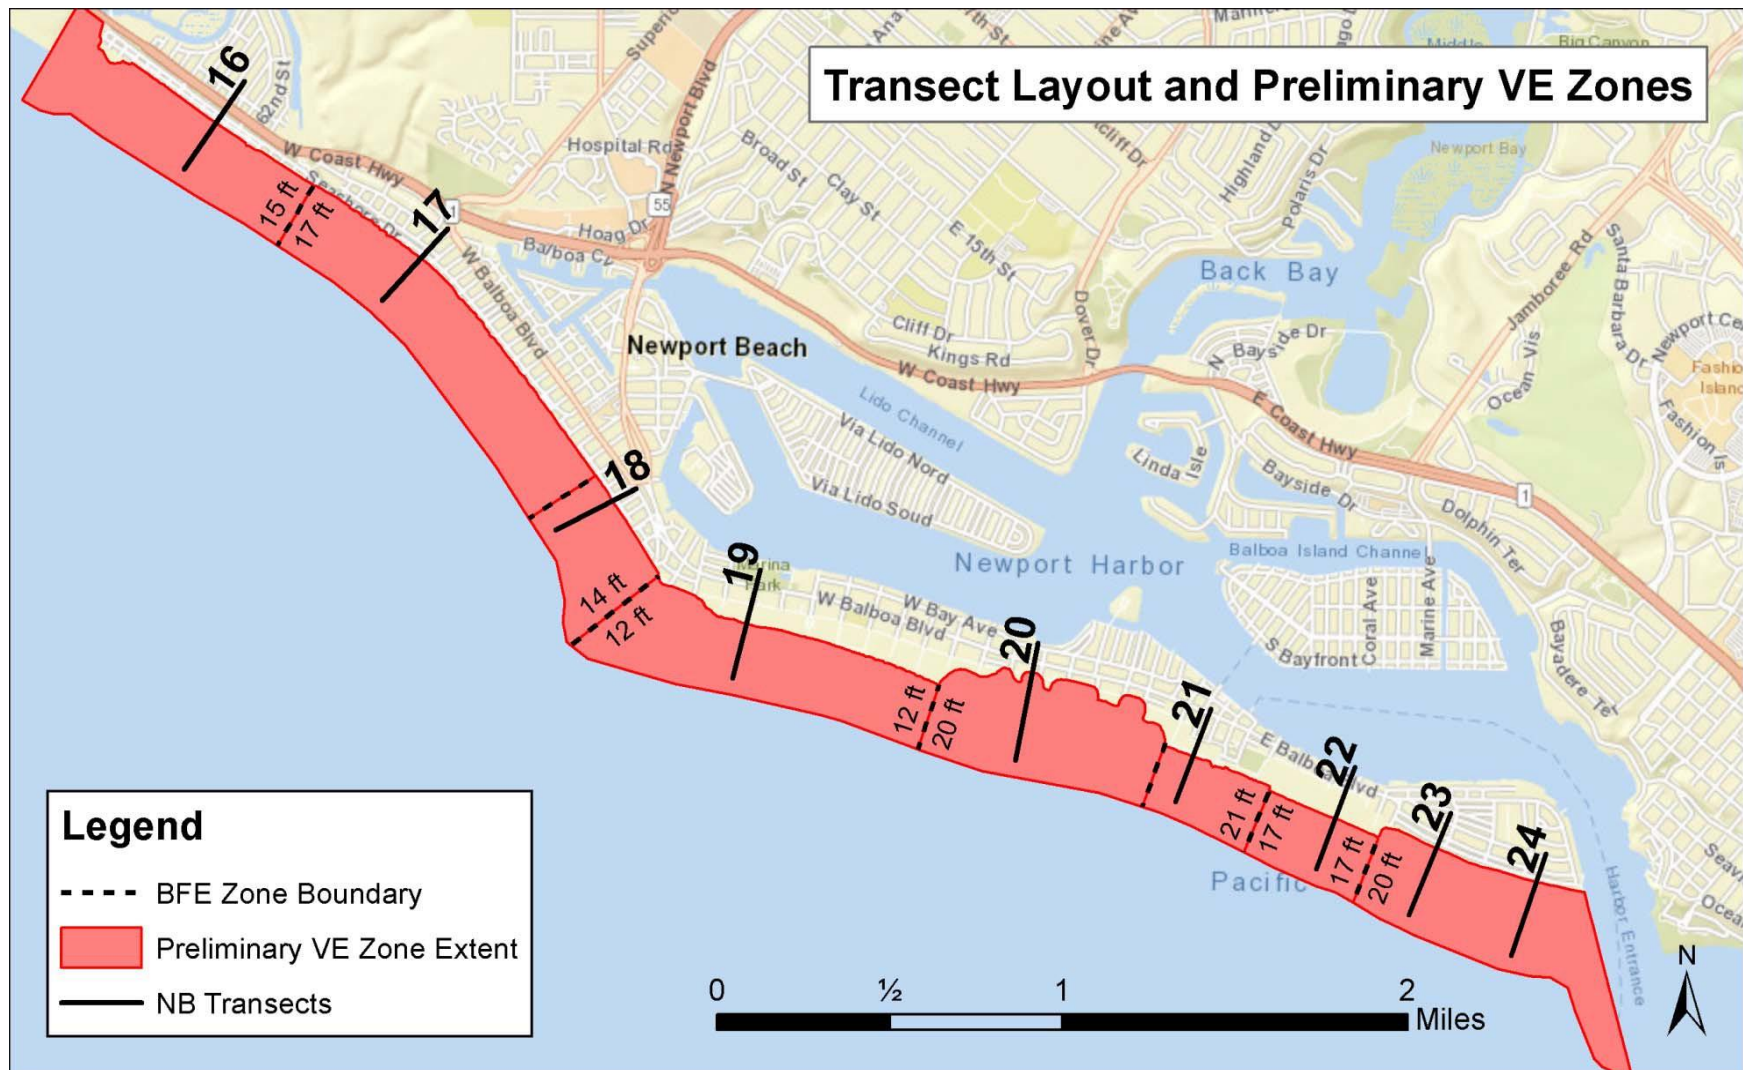 Transect Layout and Preliminary VE Zones
Big Canyon
Newport Bay
Back Bay
16
62nd St
W Coast Hwy
Seashore Dr
15 ft
17 ft
17
1
Hospital Rd
N Newport Blvd
55
Hoag Dr
Balboa Cv
W Balboa Blvd
Broad St
Clay St
E 15th St
Highland Dr
Polaris Dr
Dover Dr
Cliff Dr
Kings Rd
W Coast Hwy
Newport Beach
N Bayside Dr
Jamboree Rd
Santa Barbara Dr
Ocean Vis
Fashion Is
E Coast Hwy
1
Lido Channel
Via Lido Nord
Via Lido Soud
Linda Isle
Bayside Dr
Dolphin Ter
18
14 ft
12 ft
19
Marina Park
Newport Harbor
Balboa Island Channel
W Bay Ave
W Balboa Blvd
20
12 ft
20 ft
S Bayfront
Coral Ave
Marine Ave
Bayadere Ter
21
E Balboa Blvd
22
21 ft
17 ft
23
17 ft
20 ft
24
Pacific
Harbor Entrance
Legend
BFE Zone Boundary
Preliminary VE Zone Extent
NB Transects
0 ½ 1 2
Miles
N